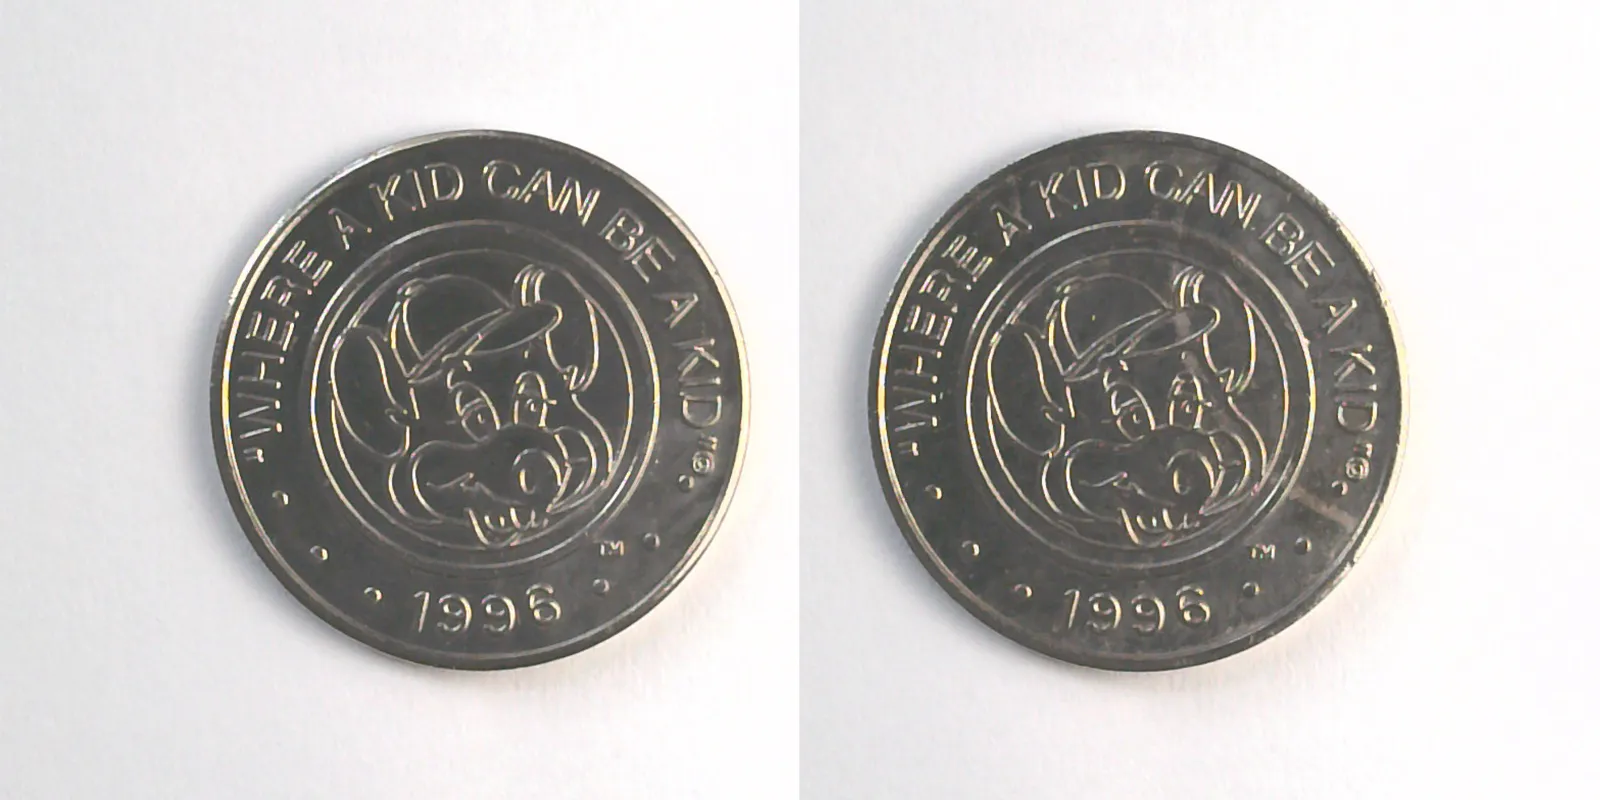 "WHERE A KID CAN BE A KID"©.
TM
1996
"WHERE A KID CAN BE A KID"©.
TM
1996